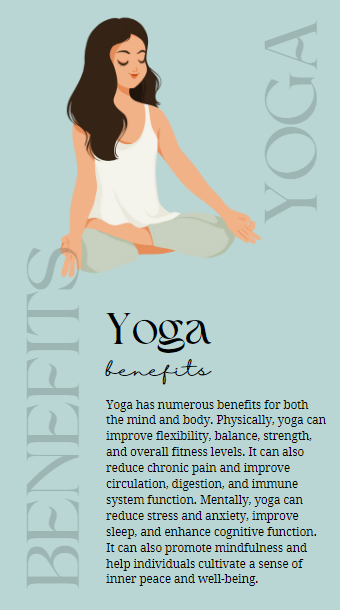 YOGA
BENEFITS
Yoga
benefits
Yoga has numerous benefits for both
the mind and body. Physically, yoga can
improve flexibility, balance, strength,
and overall fitness levels. It can also
reduce chronic pain and improve
circulation, digestion, and immune
system function. Mentally, yoga can
reduce stress and anxiety, improve
sleep, and enhance cognitive function.
It can also promote mindfulness and
help individuals cultivate a sense of
inner peace and well-being.